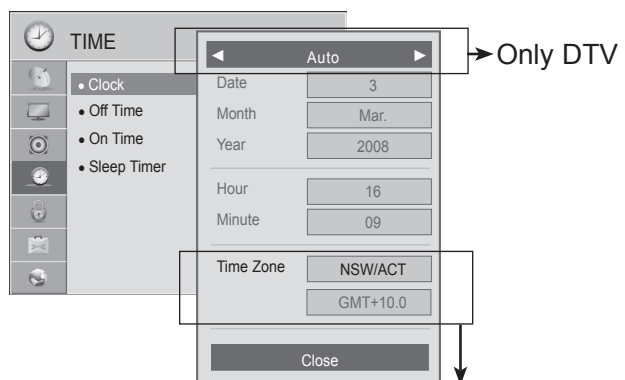 TIME
◄ Auto ►
Only DTV
• Clock
• Off Time
• On Time
• Sleep Timer
Date 3
Month Mar.
Year 2008
Hour 16
Minute 09
Time Zone NSW/ACT
GMT+10.0
Close